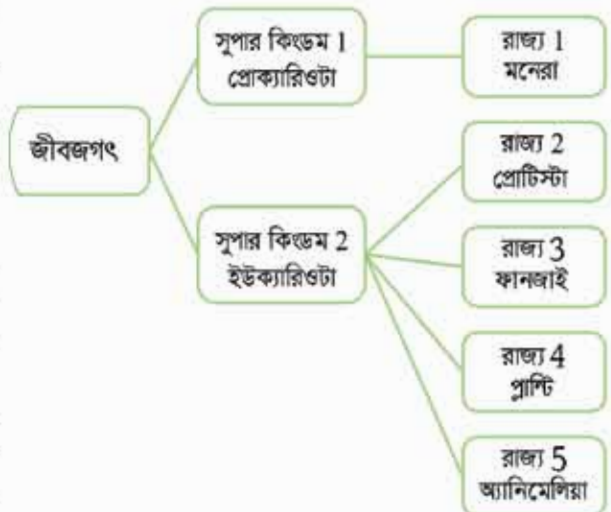 জীবজগৎ
সুপার কিংডম 1
প্রোক্যারিওটা
রাজ্য 1
মনেরা
সুপার কিংডম 2
ইউক্যারিওটা
রাজ্য 2
প্রোটিস্টা
রাজ্য 3
ফানজাই
রাজ্য 4
প্লান্টি
রাজ্য 5
অ্যানিমেলিয়া